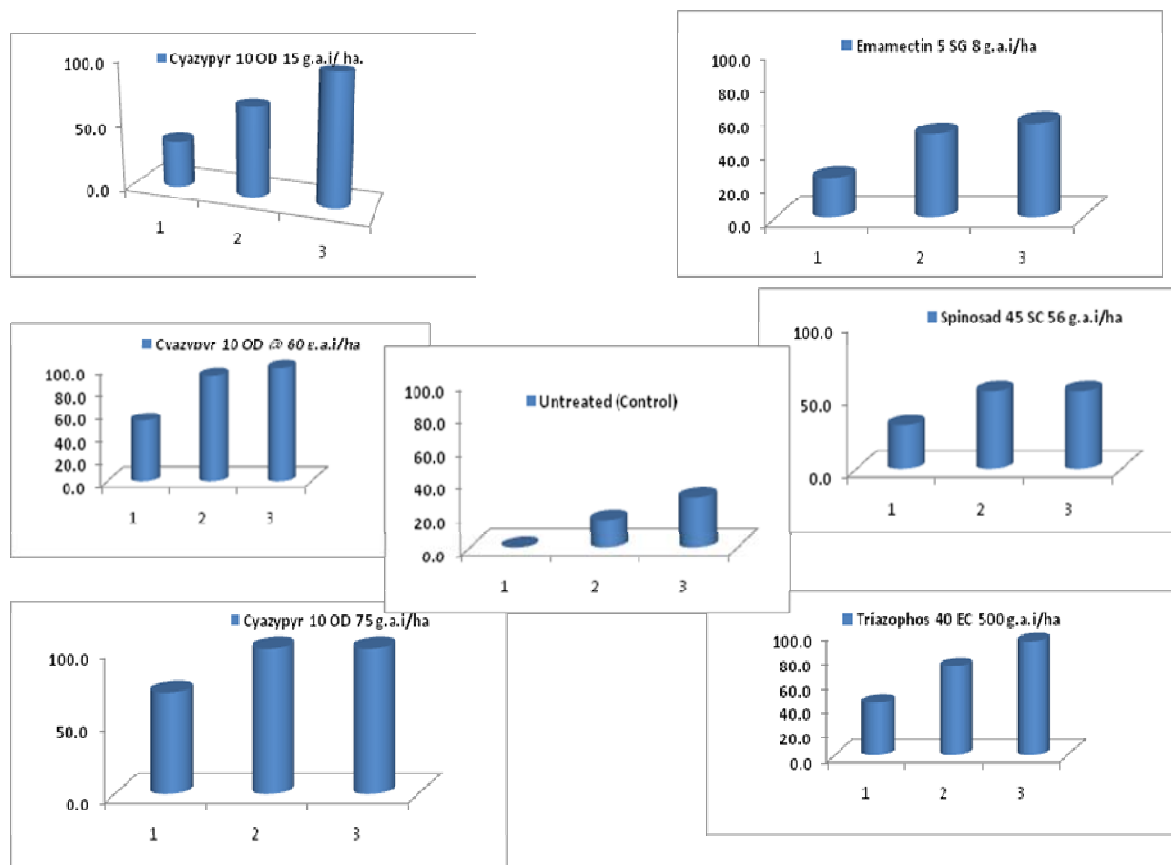 Cyazypyr 10 OD 15 g.a.i/ ha.
100.0
50.0
0.0
1
2
3
Emamectin 5 SG 8 g.a.i/ha
100.0
80.0
60.0
40.0
20.0
0.0
1 2 3
Cyazypyr 10 OD @ 60 g.a.i/ha
100.0
80.0
60.0
40.0
20.0
0.0
1 2 3
Untreated (Control)
100.0
80.0
60.0
40.0
20.0
0.0
1 2 3
Spinosad 45 SC 56 g.a.i/ha
100.0
50.0
0.0
1 2 3
Cyazypyr 10 OD 75 g.a.i/ha
100.0
50.0
0.0
1 2 3
Triazophos 40 EC 500 g.a.i/ha
100.0
80.0
60.0
40.0
20.0
0.0
1 2 3